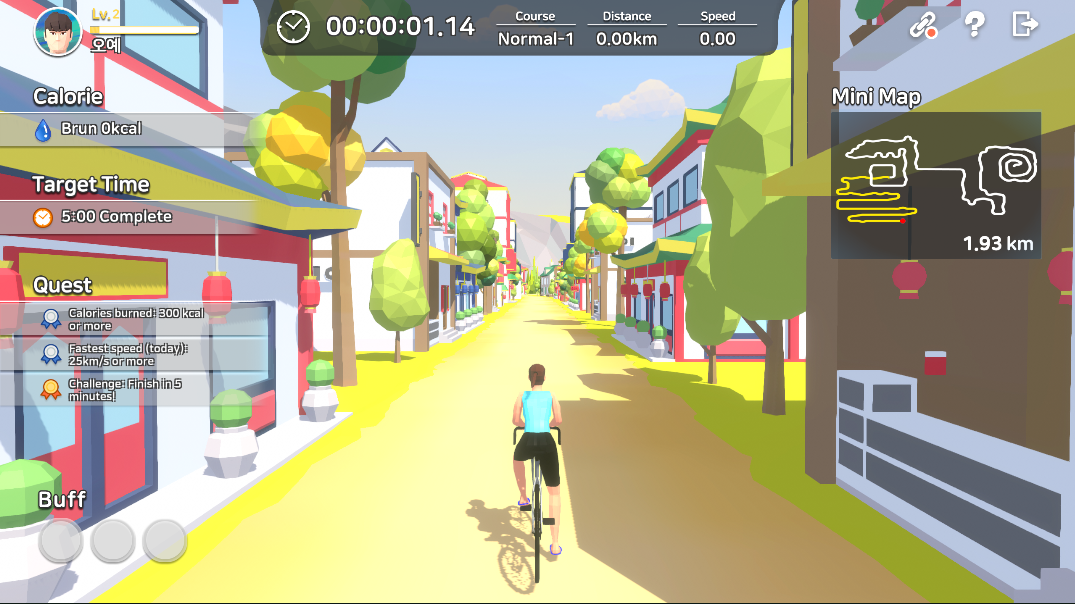 Lv.2
오예
00:00:01.14
Course
Normal-1
Distance
0.00km
Speed
0.00
?
Calorie
Brun 0kcal
Target Time
5:00 Complete
Quest
Calories burned: 300 kcal
or more
Fastest speed (today):
25km/s or more
Challenge: Finish in 5
minutes!
Buff
Mini Map
1.93 km